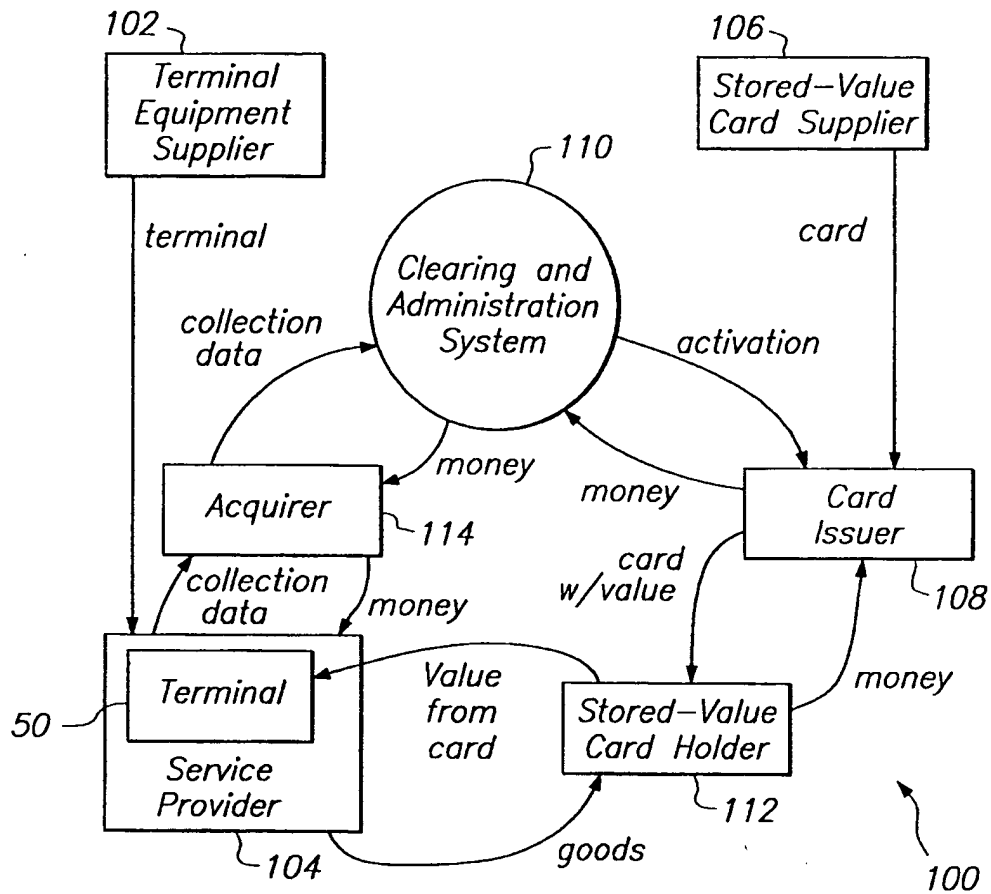 102
Terminal
Equipment
Supplier
106
Stored-Value
Card Supplier
110
terminal
card
Clearing and
Administration
System
collection
data
activation
money
money
Acquirer
114
Card
Issuer
108
collection
data
money
card
w/value
money
50
Terminal
Value
from
card
Stored-Value
Card Holder
112
Service
Provider
104
goods
100